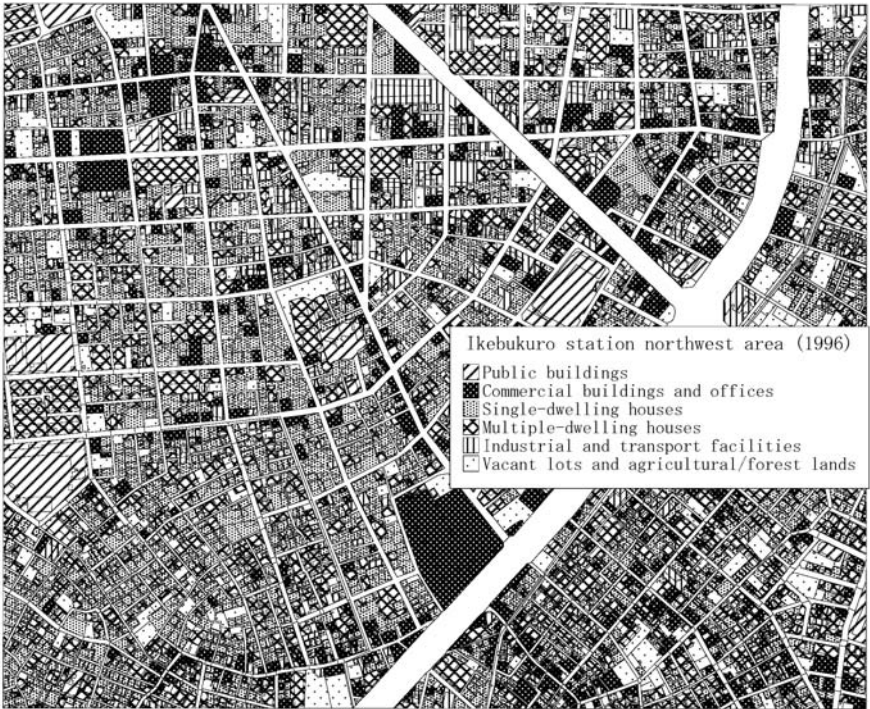 Ikebukuro station northwest area (1996)
Public buildings
Commercial buildings and offices
Single-dwelling houses
Multiple-dwelling houses
Industrial and transport facilities
Vacant lots and agricultural/forest lands